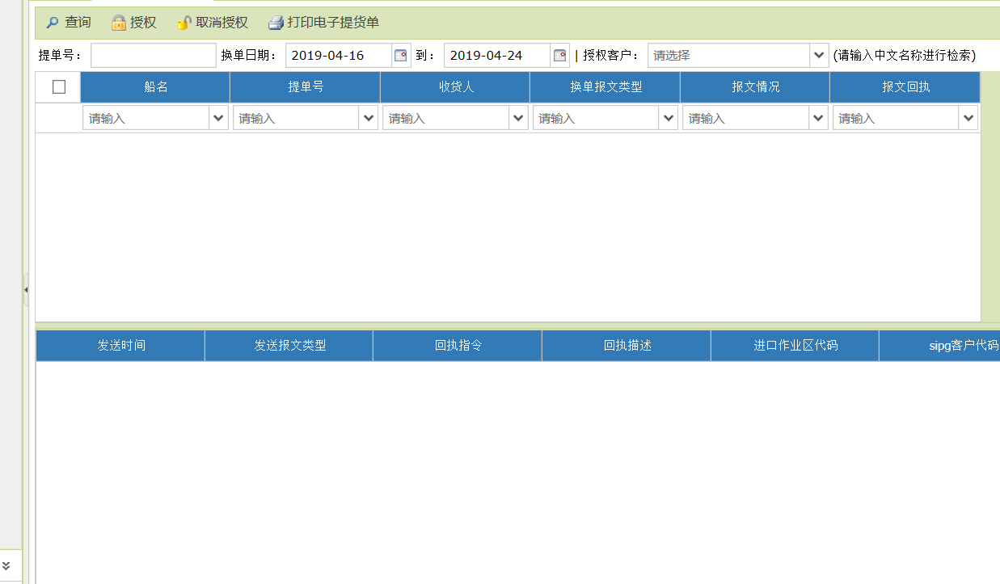 查询 授权 取消授权 打印电子提货单
提单号： 换单日期： 2019-04-16 到： 2019-04-24 | 授权客户： 请选择 (请输入中文名称进行检索)
船名 提单号 收货人 换单报文类型 报文情况 报文回执
请输入 请输入 请输入 请输入 请输入 请输入
发送时间 发送报文类型 回执指令 回执描述 进口作业区代码 sipg客户代码